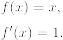 f(x) = x,
f′(x) = 1.